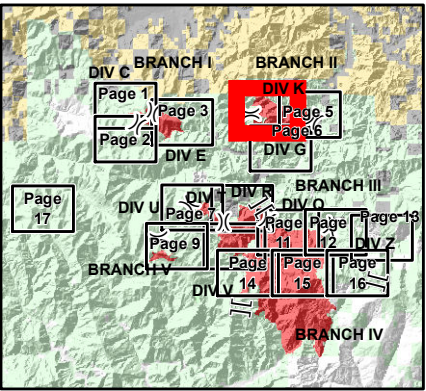 BRANCH I
BRANCH II
DIV C
DIV K
Page 1
Page 3
Page 5
Page 6
Page 2
DIV E
DIV G
BRANCH III
Page
17
DIV U
DIV R
DIV Q
Page 7
Page 13
Page
11
Page
12
Page 9
DIV Z
BRANCH V
Page
14
Page
15
Page
16
DIV V
BRANCH IV